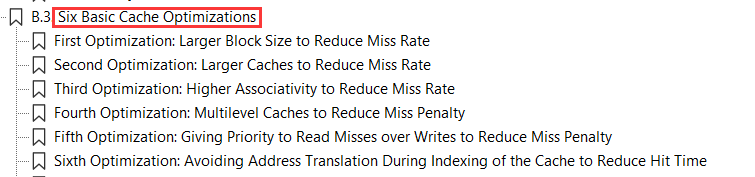 B.3 Six Basic Cache Optimizations
First Optimization: Larger Block Size to Reduce Miss Rate
Second Optimization: Larger Caches to Reduce Miss Rate
Third Optimization: Higher Associativity to Reduce Miss Rate
Fourth Optimization: Multilevel Caches to Reduce Miss Penalty
Fifth Optimization: Giving Priority to Read Misses over Writes to Reduce Miss Penalty
Sixth Optimization: Avoiding Address Translation During Indexing of the Cache to Reduce Hit Time